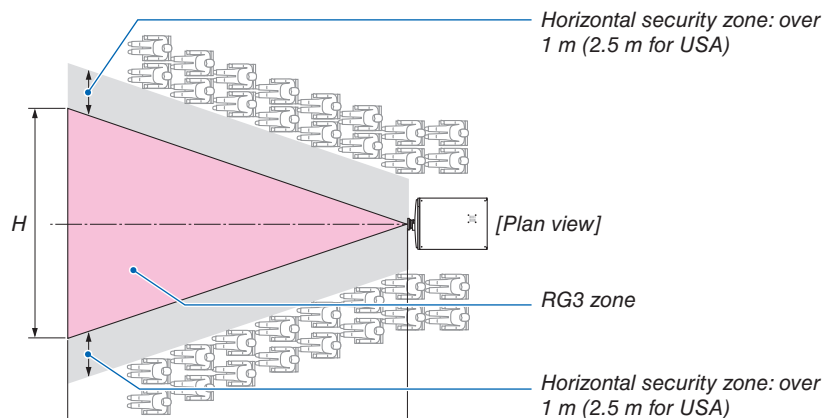 Horizontal security zone: over
1 m (2.5 m for USA)
H
[Plan view]
RG3 zone
Horizontal security zone: over
1 m (2.5 m for USA)